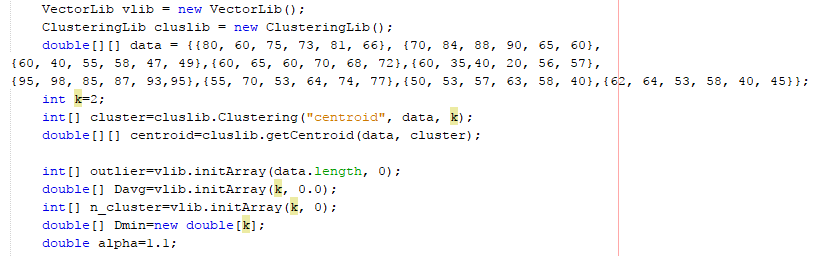 VectorLib vlib = new VectorLib();
ClusteringLib cluslib = new ClusteringLib();
double[][] data = {{80, 60, 75, 73, 81, 66}, {70, 84, 88, 90, 65, 60},
{60, 40, 55, 58, 47, 49},{60, 65, 60, 70, 68, 72},{60, 35,40, 20, 56, 57},
{95, 98, 85, 87, 93,95},{55, 70, 53, 64, 74, 77},{50, 53, 57, 63, 58, 40},{62, 64, 53, 58, 40, 45}};
int k=2;
int[] cluster=cluslib.Clustering("centroid", data, k);
double[][] centroid=cluslib.getCentroid(data, cluster);
int[] outlier=vlib.initArray(data.length, 0);
double[] Davg=vlib.initArray(k, 0.0);
int[] n_cluster=vlib.initArray(k, 0);
double[] Dmin=new double[k];
double alpha=1.1;